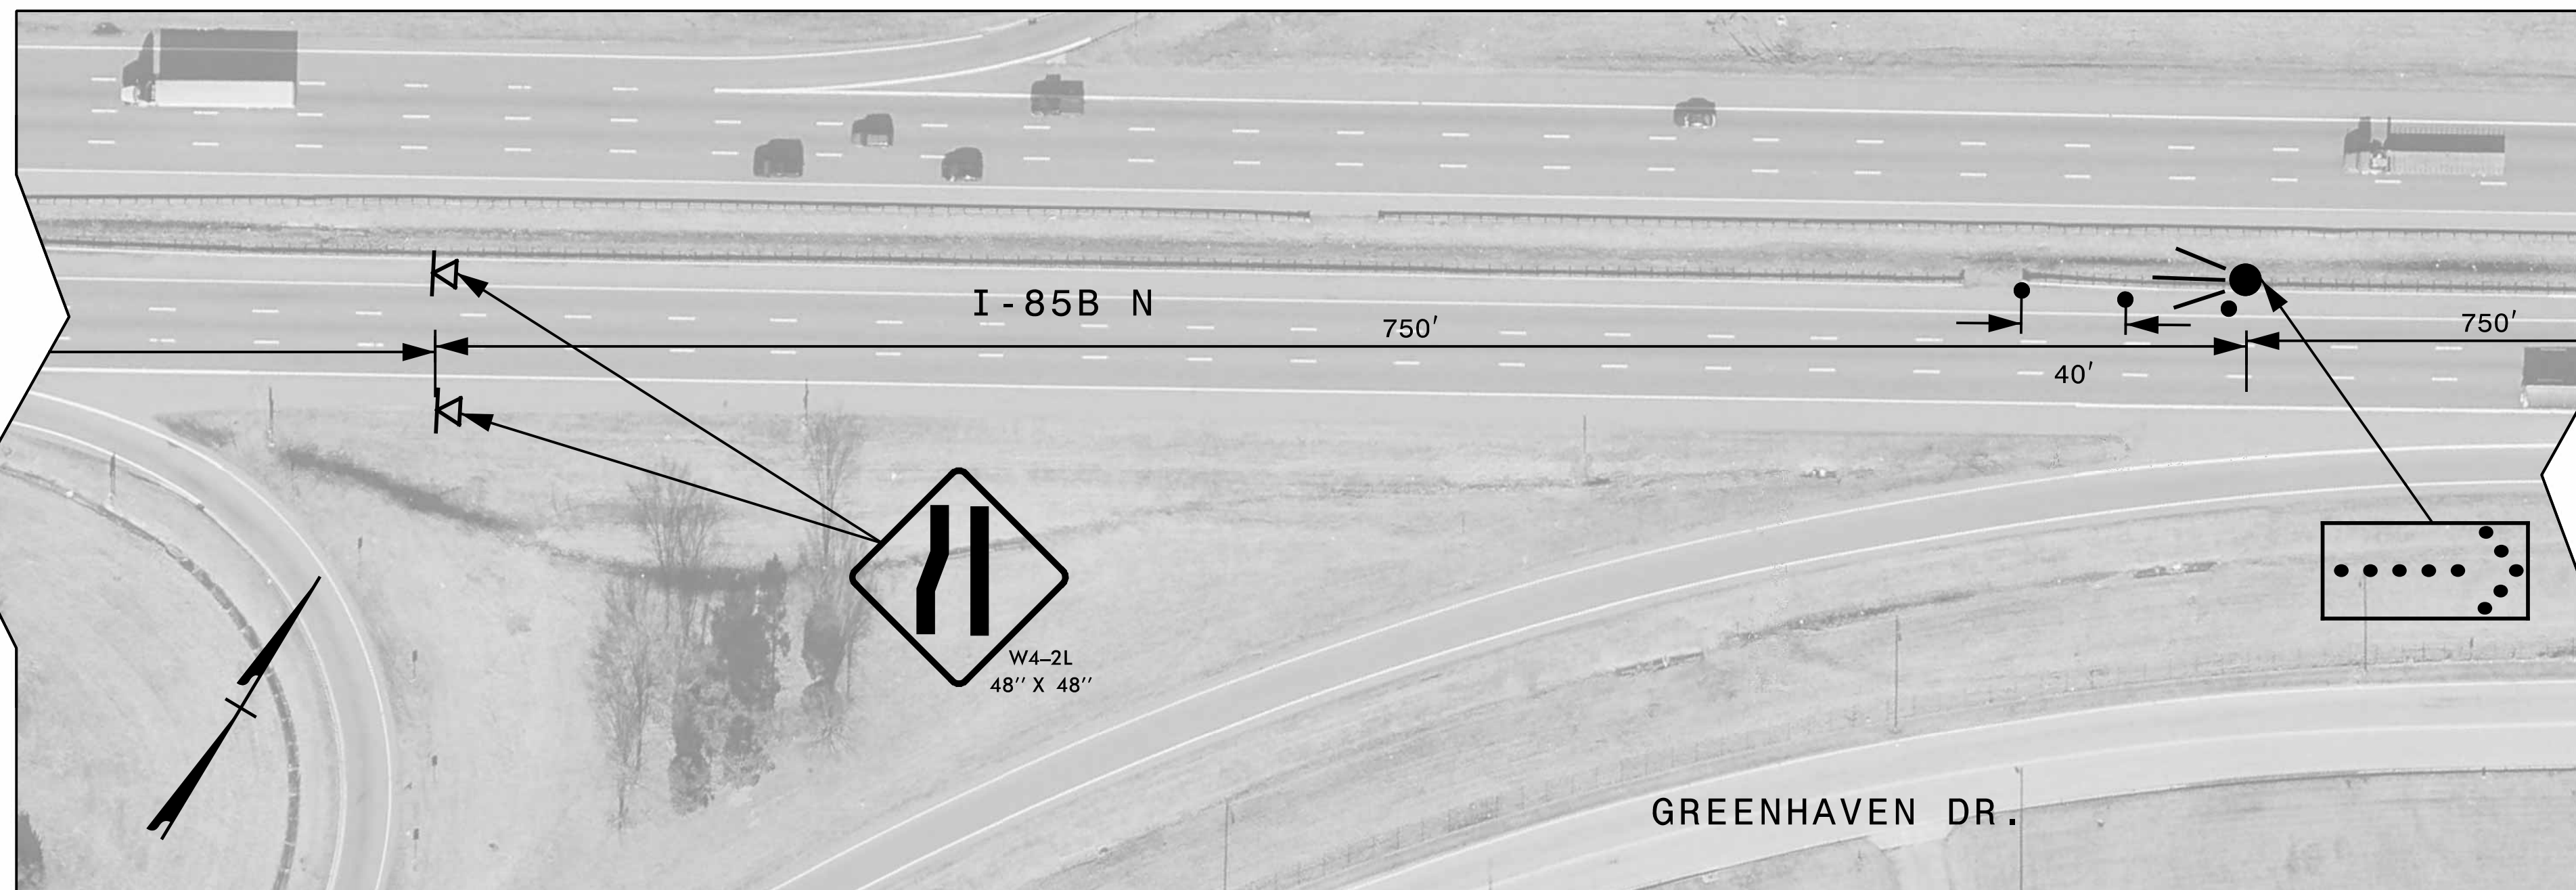 I-85B N
750′
750′
40′
W4–2L
48″ X 48″
GREENHAVEN DR.